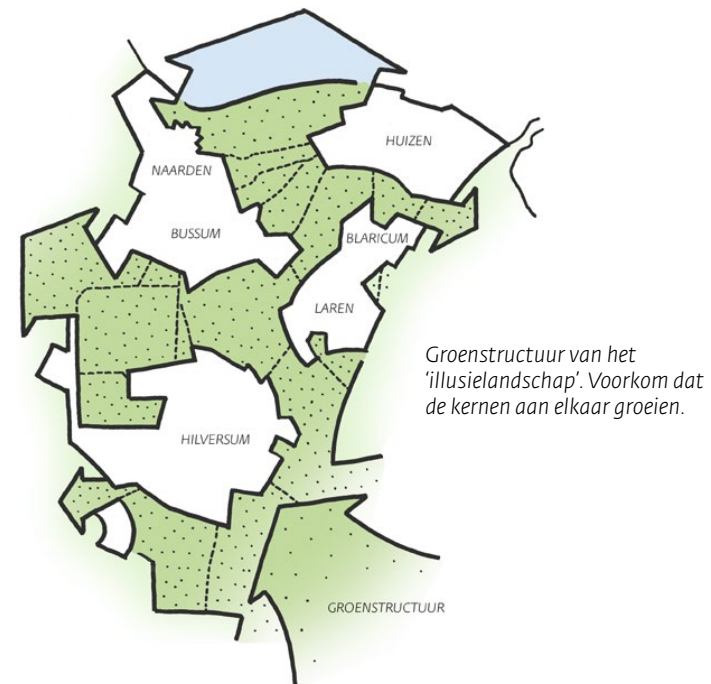 HUIZEN
NAARDEN
BUSSUM
BLARICUM
LAREN
Groenstructuur van het
‘illusielandschap’. Voorkom dat
de kernen aan elkaar groeien.
HILVERSUM
GROENSTRUCTUUR